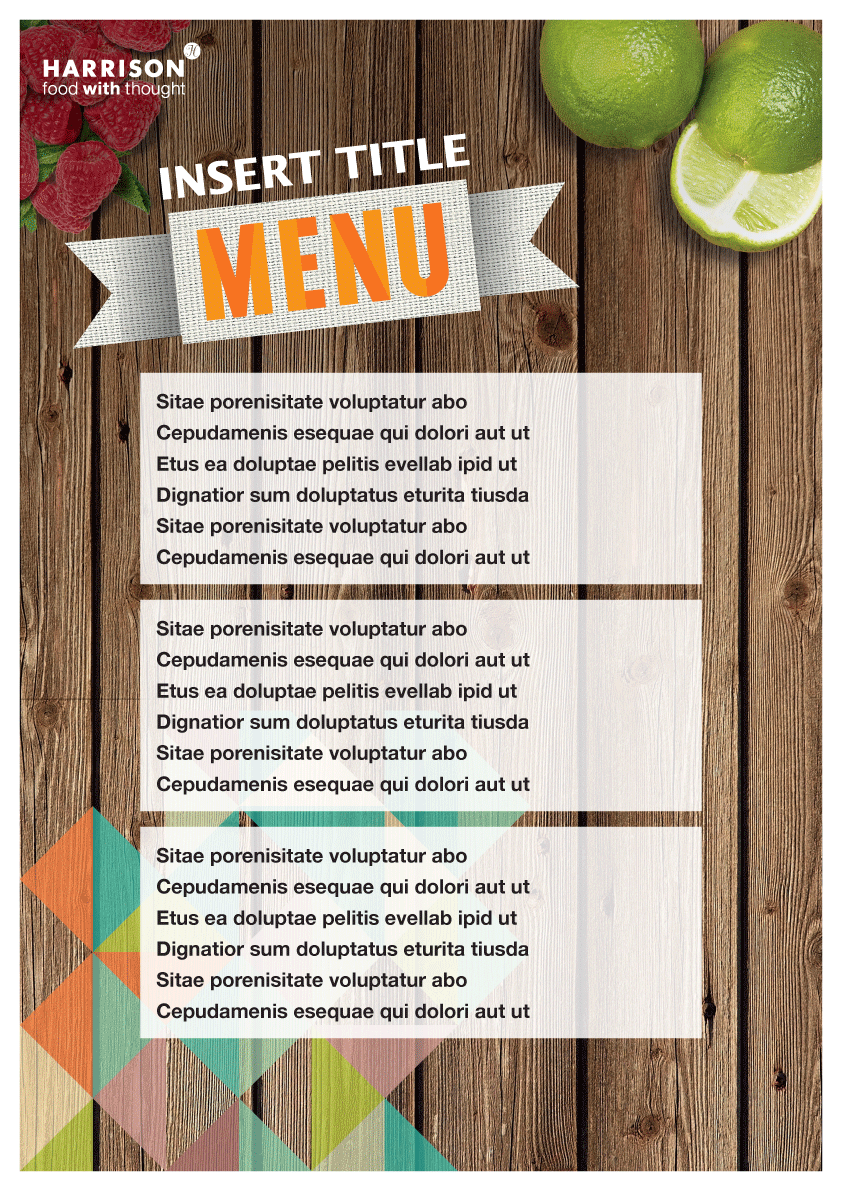 H
HARRISON
food with thought
INSERT TITLE
MENU
Sitae porenisitate voluptatur abo
Cepudamenis esequae qui dolori aut ut
Etus ea doluptae pelitis evellab ipid ut
Dignatior sum doluptatus eturita tiusda
Sitae porenisitate voluptatur abo
Cepudamenis esequae qui dolori aut ut
Sitae porenisitate voluptatur abo
Cepudamenis esequae qui dolori aut ut
Etus ea doluptae pelitis evellab ipid ut
Dignatior sum doluptatus eturita tiusda
Sitae porenisitate voluptatur abo
Cepudamenis esequae qui dolori aut ut
Sitae porenisitate voluptatur abo
Cepudamenis esequae qui dolori aut ut
Etus ea doluptae pelitis evellab ipid ut
Dignatior sum doluptatus eturita tiusda
Sitae porenisitate voluptatur abo
Cepudamenis esequae qui dolori aut ut